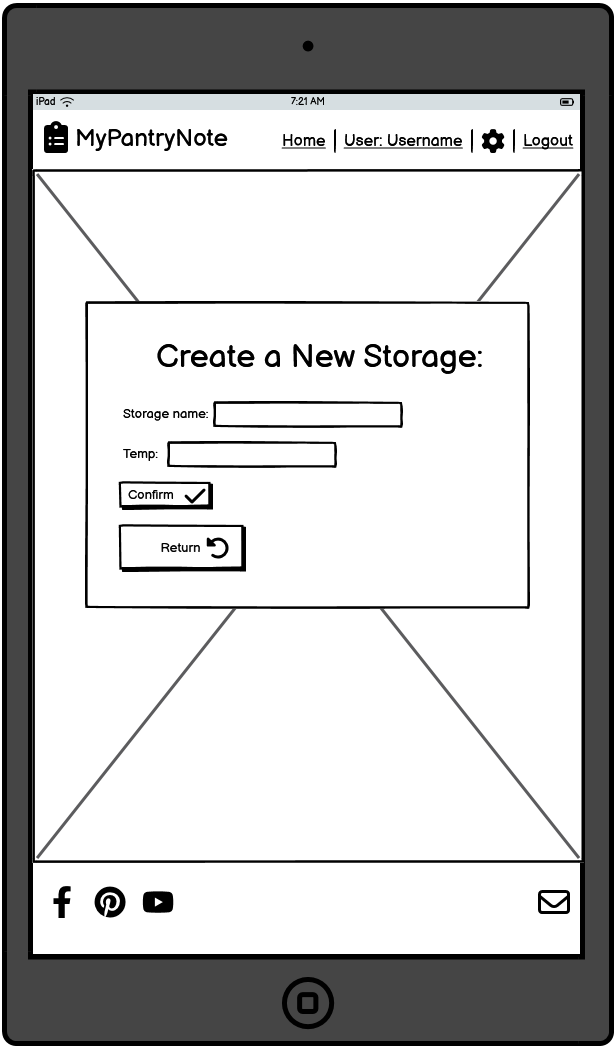 iPad 7:21 AM
MyPantryNote Home User: Username Logout
Create a New Storage:
Storage name:
Temp:
Confirm
Return